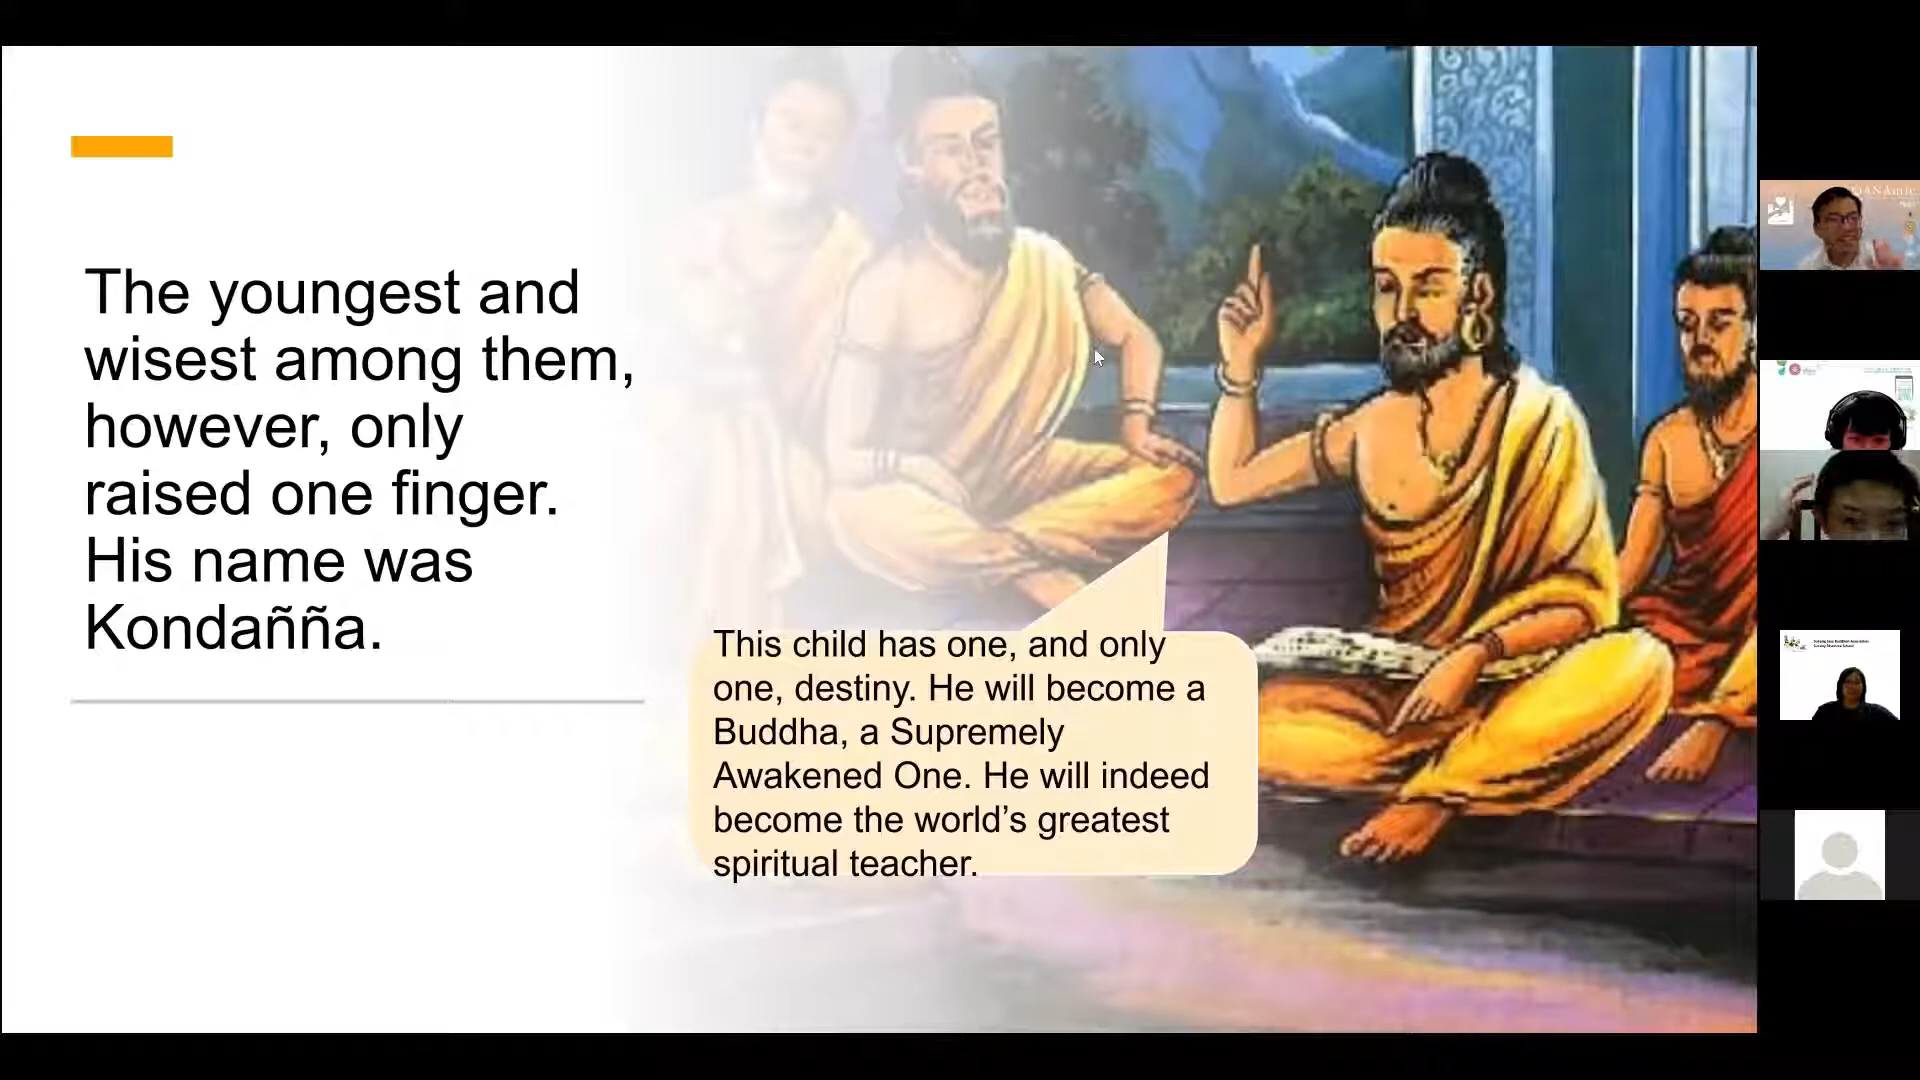 The youngest and
wisest among them,
however, only
raised one finger.
His name was
Kondañña.
This child has one, and only
one, destiny. He will become a
Buddha, a Supremely
Awakened One. He will indeed
become the world’s greatest
spiritual teacher.